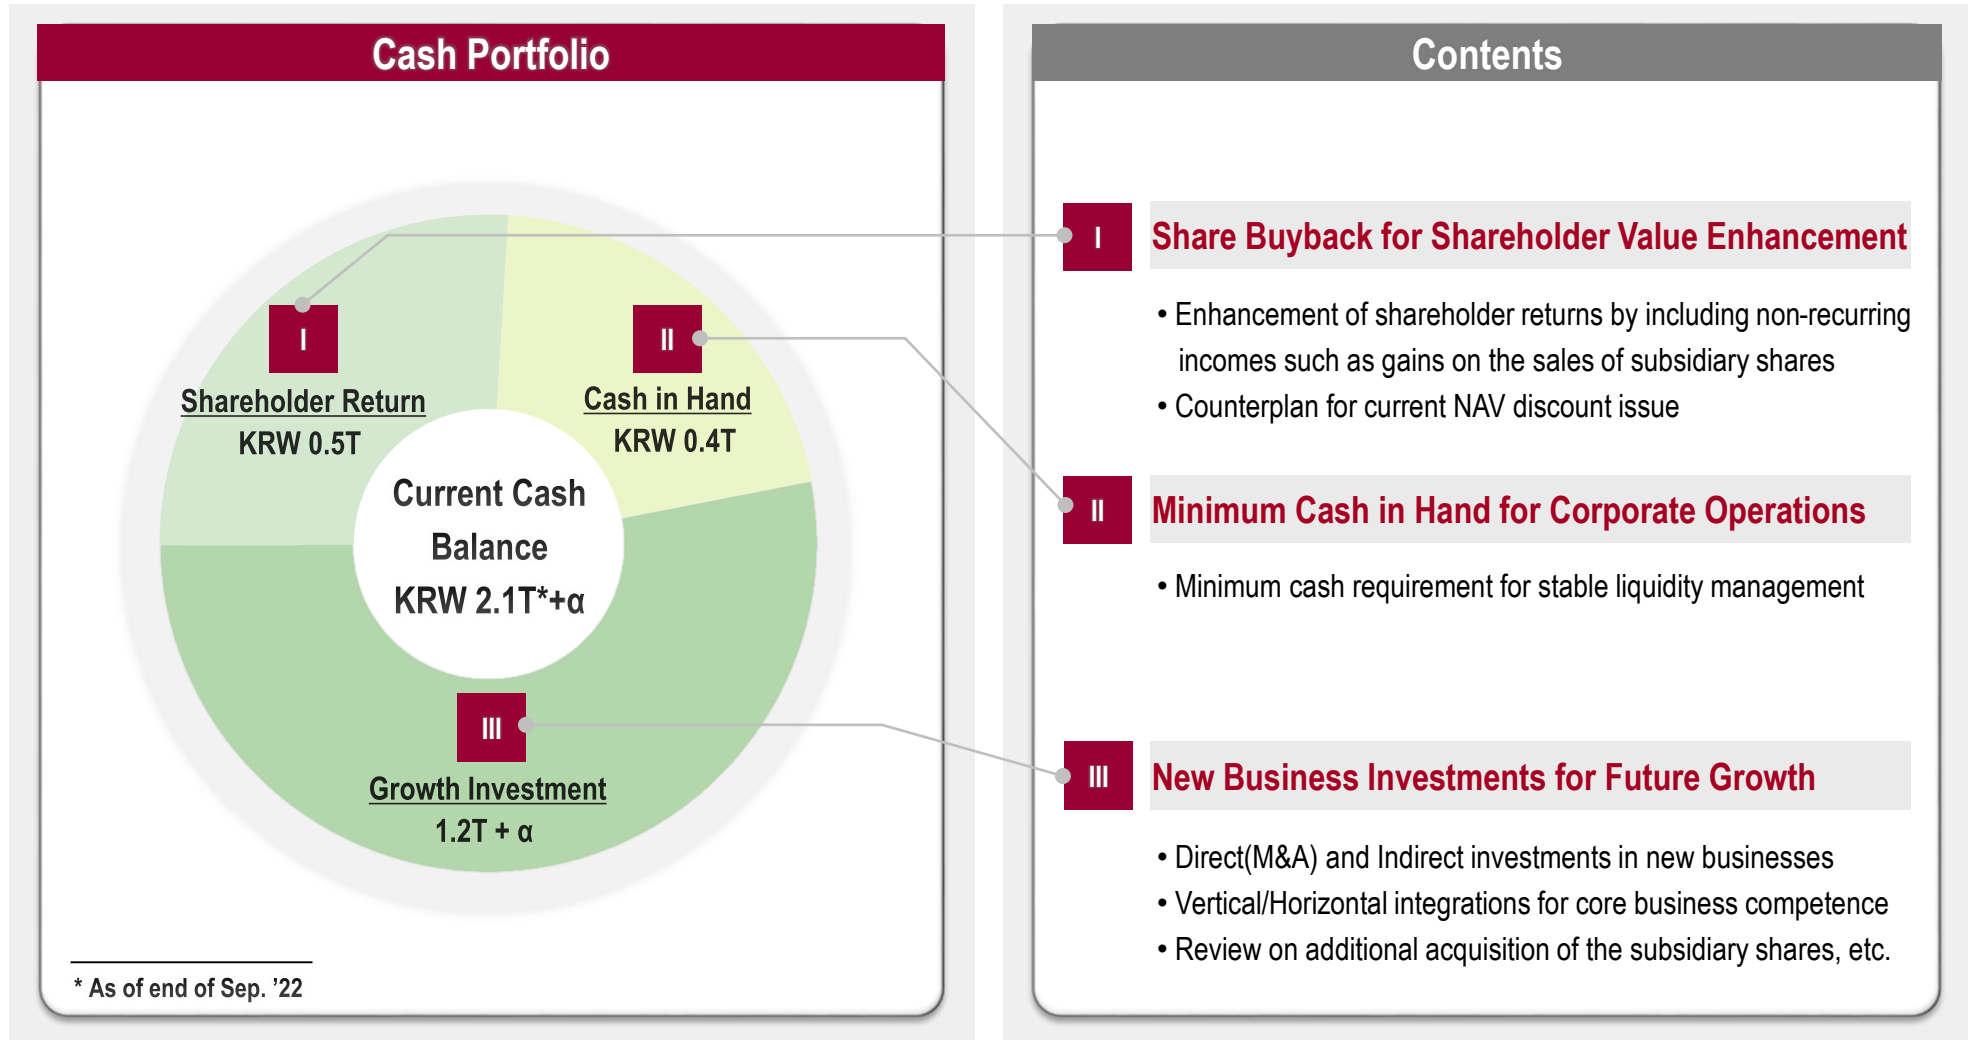 Cash Portfolio
I
Shareholder Return
KRW 0.5T
II
Cash in Hand
KRW 0.4T
Current Cash
Balance
KRW 2.1T*+α
III
Growth Investment
1.2T + α
* As of end of Sep. ’22
Contents
I
Share Buyback for Shareholder Value Enhancement
• Enhancement of shareholder returns by including non-recurring
incomes such as gains on the sales of subsidiary shares
• Counterplan for current NAV discount issue
II
Minimum Cash in Hand for Corporate Operations
• Minimum cash requirement for stable liquidity management
III
New Business Investments for Future Growth
• Direct(M&A) and Indirect investments in new businesses
• Vertical/Horizontal integrations for core business competence
• Review on additional acquisition of the subsidiary shares, etc.